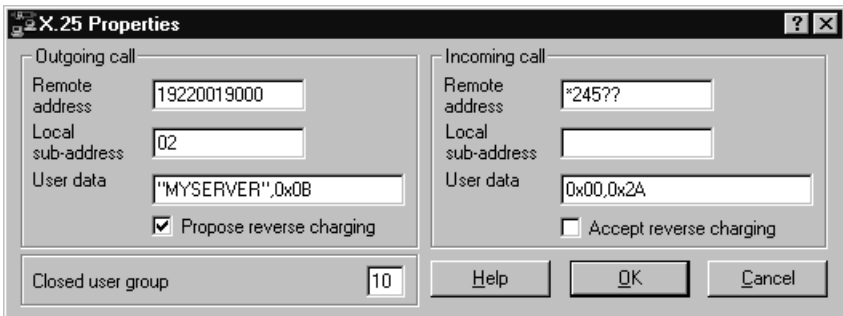 X.25 Properties
Outgoing call
Remote
address
19220019000
Local
sub-address
02
User data
"MYSERVER",0x0B
Propose reverse charging
Closed user group
10
Incoming call
Remote
address
*245??
Local
sub-address
User data
0x00,0x2A
Accept reverse charging
Help
OK
Cancel